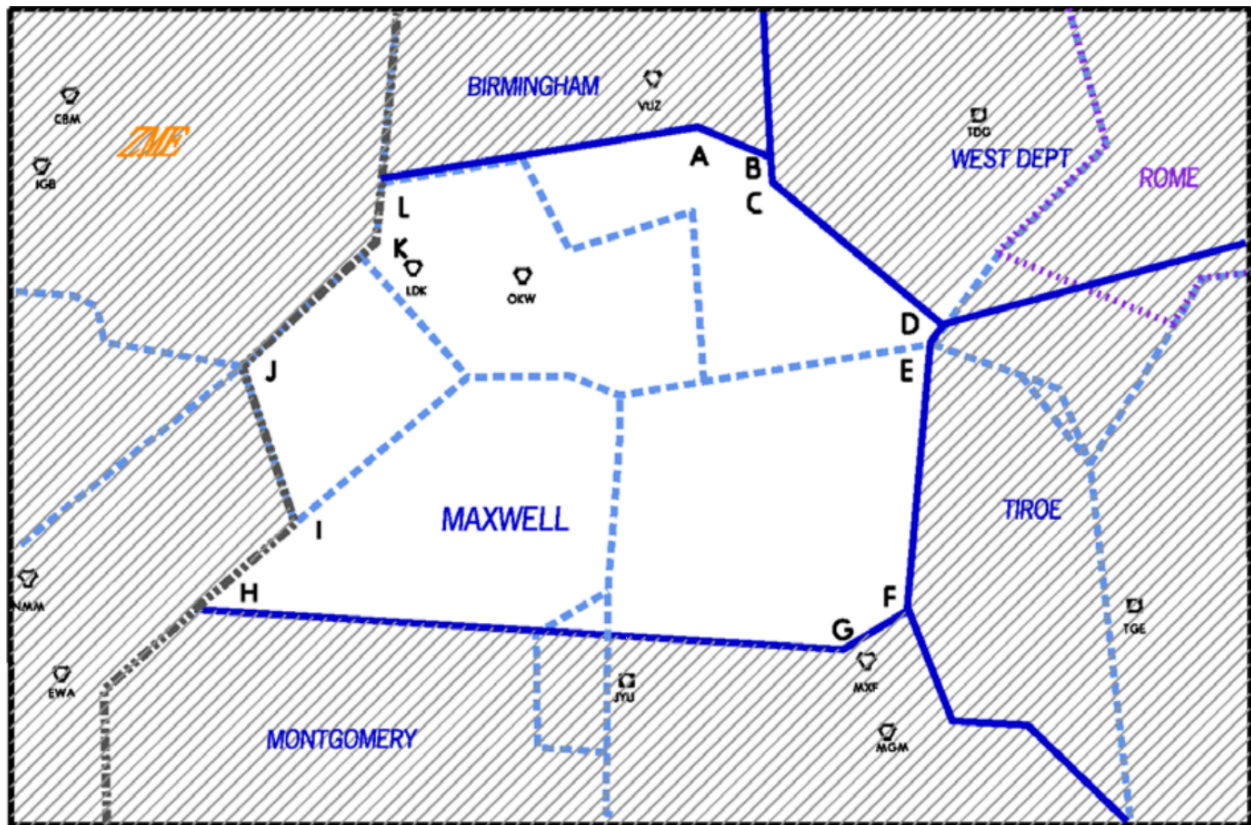 BIRMINGHAM
VUZ
CBM
ZME
IGB
TDG
WEST DEPT
ROME
A
B
C
L
K
LDK
OKW
D
E
J
MAXWELL
TIROE
I
H
F
G
NMM
TGE
MXF
EWA
JYU
MONTGOMERY
MGM